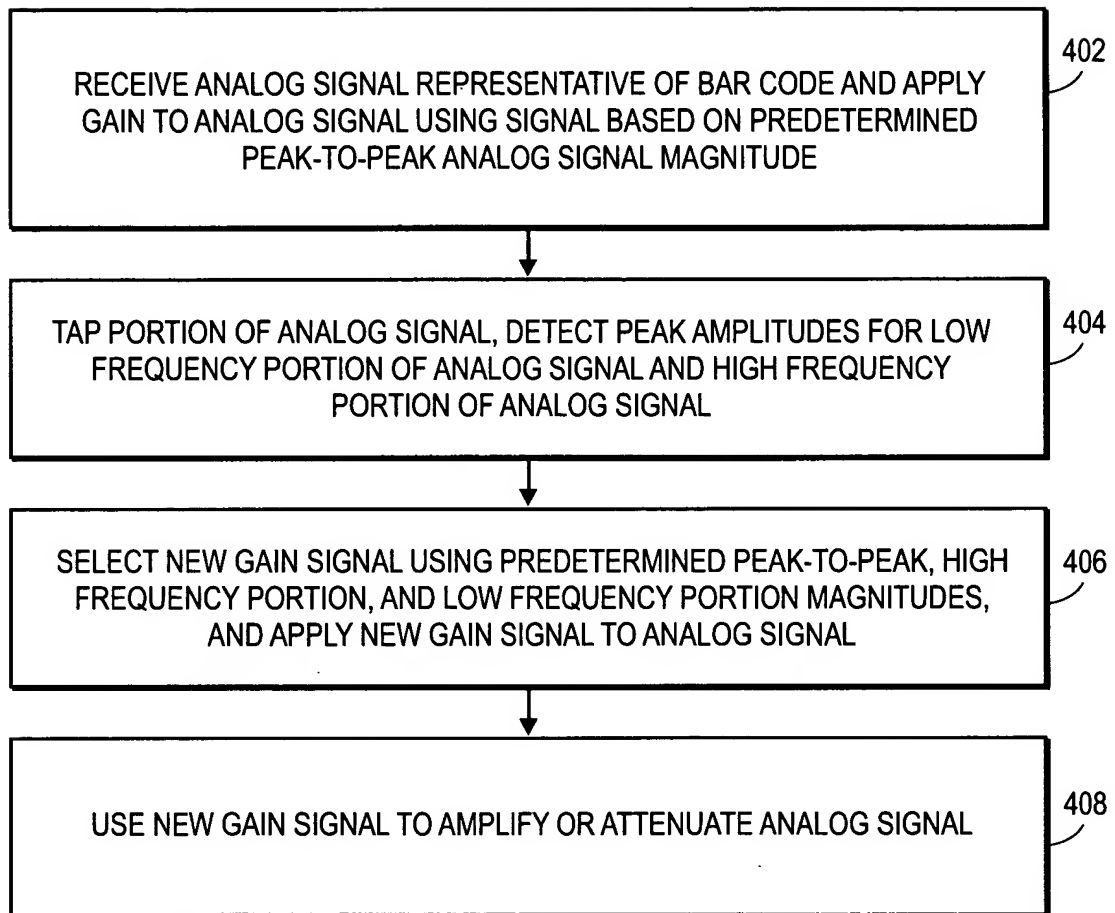 RECEIVE ANALOG SIGNAL REPRESENTATIVE OF BAR CODE AND APPLY
GAIN TO ANALOG SIGNAL USING SIGNAL BASED ON PREDETERMINED
PEAK-TO-PEAK ANALOG SIGNAL MAGNITUDE
402
TAP PORTION OF ANALOG SIGNAL, DETECT PEAK AMPLITUDES FOR LOW
FREQUENCY PORTION OF ANALOG SIGNAL AND HIGH FREQUENCY
PORTION OF ANALOG SIGNAL
404
SELECT NEW GAIN SIGNAL USING PREDETERMINED PEAK-TO-PEAK, HIGH
FREQUENCY PORTION, AND LOW FREQUENCY PORTION MAGNITUDES,
AND APPLY NEW GAIN SIGNAL TO ANALOG SIGNAL
406
USE NEW GAIN SIGNAL TO AMPLIFY OR ATTENUATE ANALOG SIGNAL
408